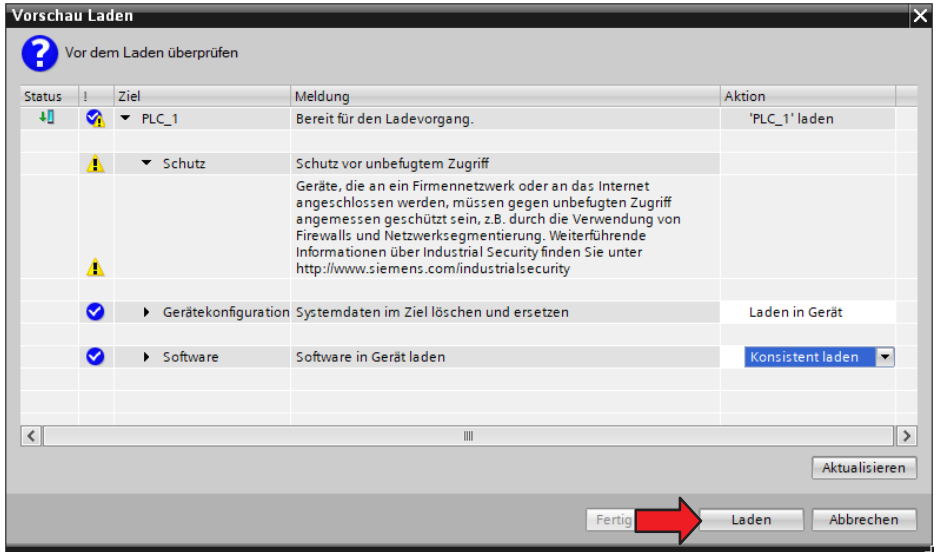 Vorschau Laden
Vor dem Laden überprüfen
Status ! Ziel Meldung Aktion
PLC_1 Bereit für den Ladevorgang. 'PLC_1' laden
Schutz Schutz vor unbefugtem Zugriff
Geräte, die an ein Firmennetzwerk oder an das Internet
angeschlossen werden, müssen gegen unbefugten Zugriff
angemessen geschützt sein, z.B. durch die Verwendung von
Firewalls und Netzwerksegmentierung. Weiterführende
Informationen über Industrial Security finden Sie unter
http://www.siemens.com/industrialsecurity
Gerätekonfiguration Systemdaten im Ziel löschen und ersetzen Laden in Gerät
Software Software in Gerät laden Konsistent laden
Aktualisieren
Fertig Laden Abbrechen